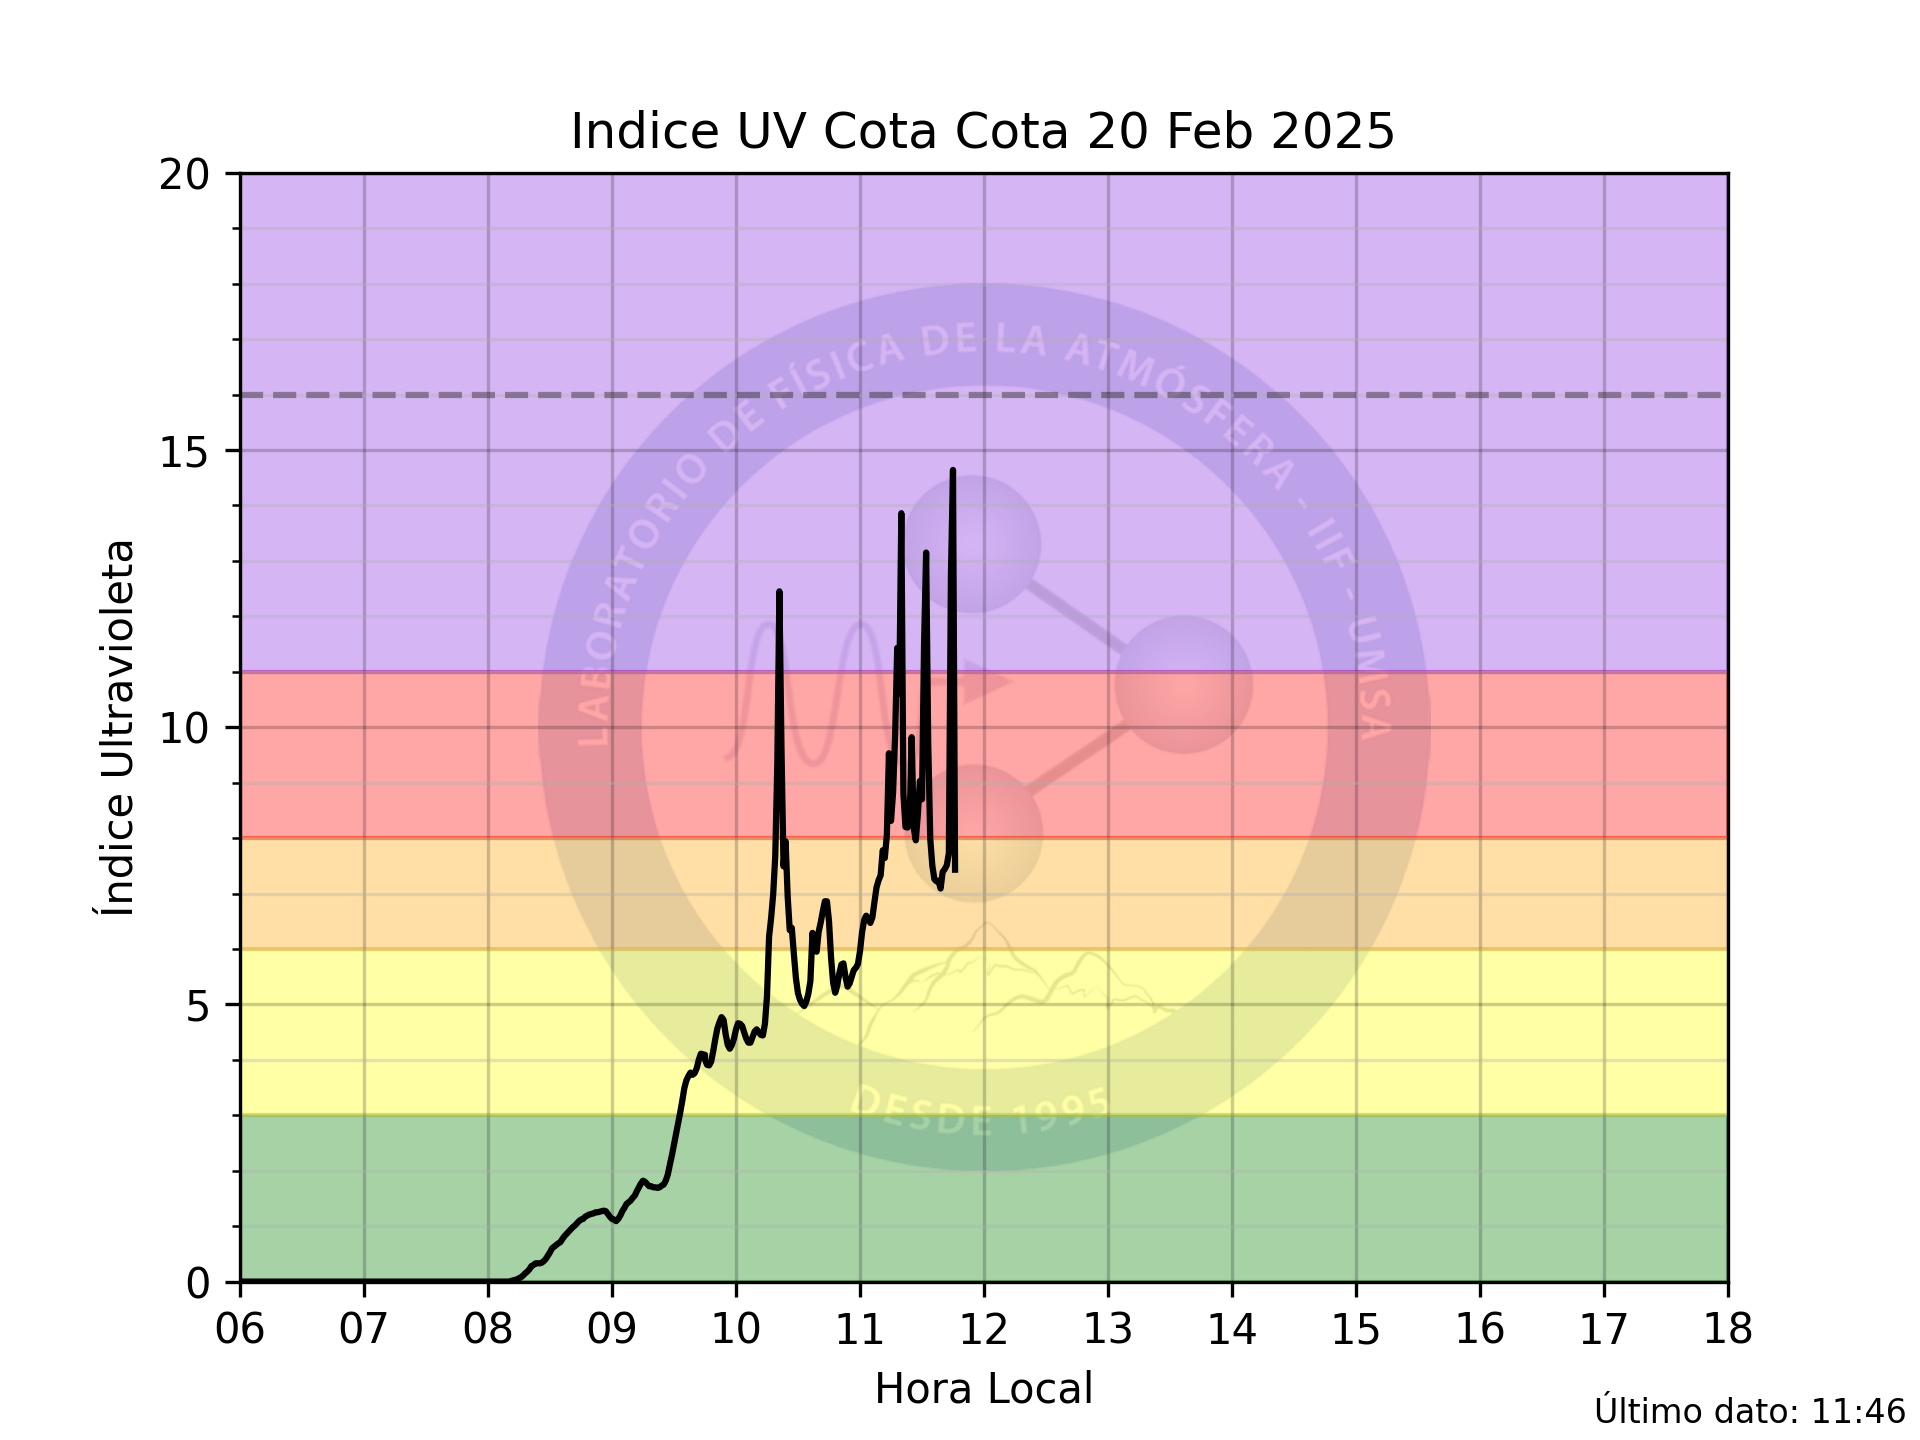 Indice UV Cota Cota 20 Feb 2025
20
15
10
5
0
Índice Ultravioleta
LABORATORIO DE FÍSICA DE LA ATMÓSFERA - IIF - UMSA
DESDE 1995
06 07 08 09 10 11 12 13 14 15 16 17 18
Hora Local
Último dato: 11:46